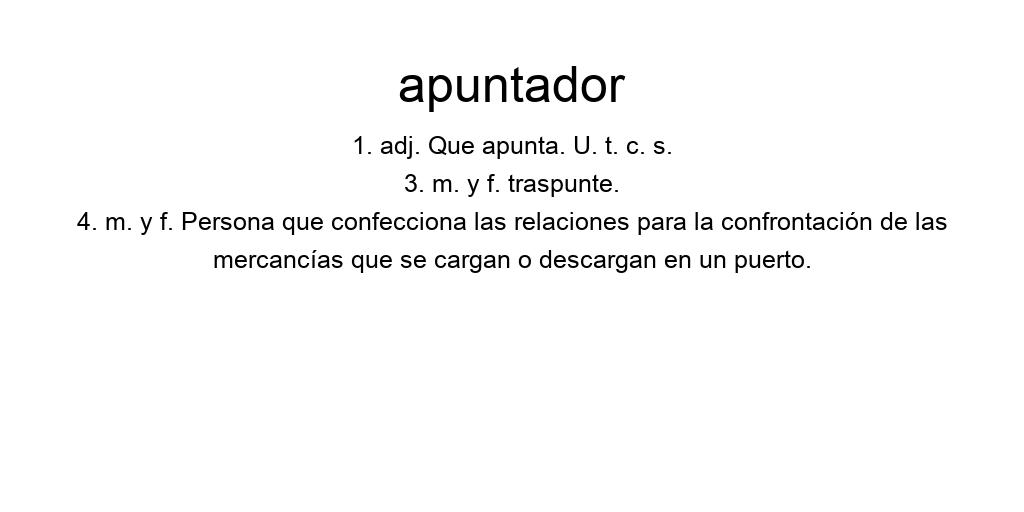 apuntador
1. adj. Que apunta. U. t. c. s.
3. m. y f. traspunte.
4. m. y f. Persona que confecciona las relaciones para la confrontación de las
mercancías que se cargan o descargan en un puerto.